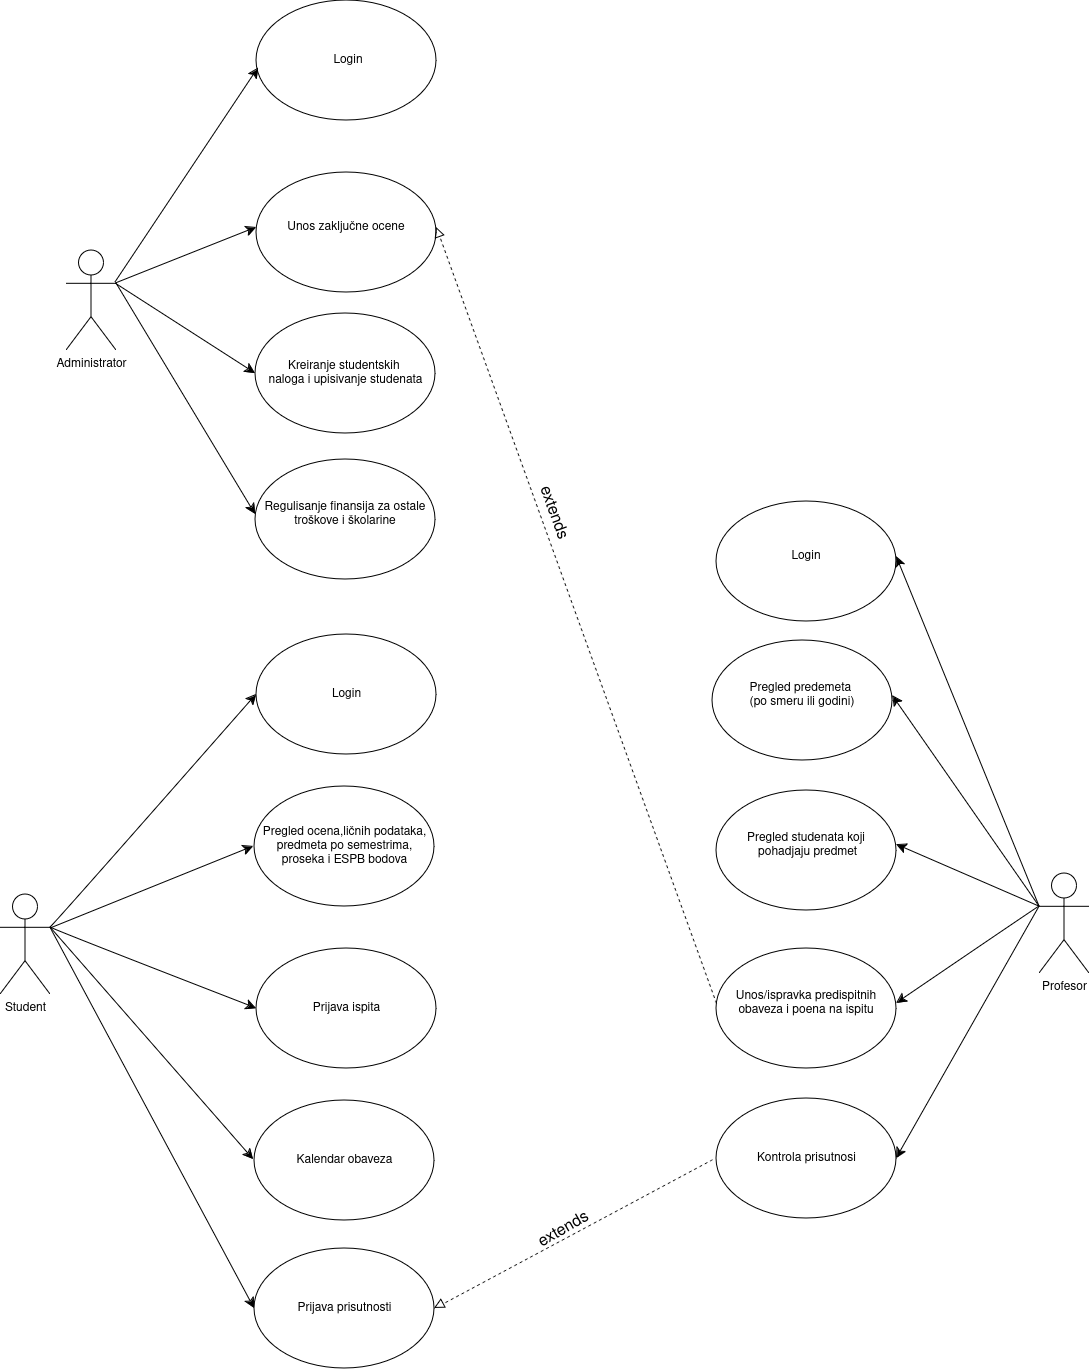 Login
Unos zaključne ocene
Administrator
Kreiranje studentskih
naloga i upisivanje studenata
Regulisanje finansija za ostale
troškove i školarine
extends
Login
Pregled predemeta
(po smeru ili godini)
Login
Pregled ocena,ličnih podataka,
predmeta po semestrima,
proseka i ESPB bodova
Pregled studenata koji
pohadjaju predmet
Student
Prijava ispita
Unos/ispravka predispitnih
obaveza i poena na ispitu
Profesor
Kalendar obaveza
Kontrola prisutnosi
extends
Prijava prisutnosti